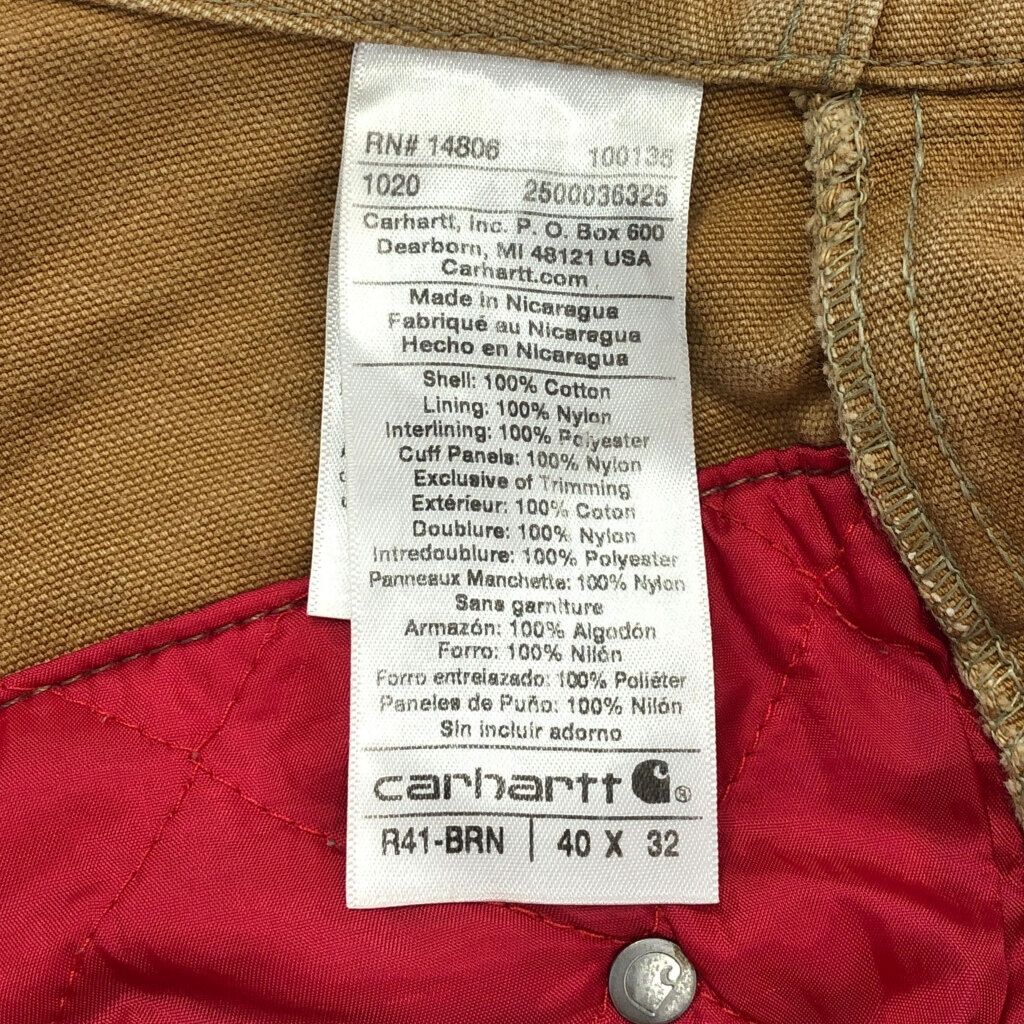 RN# 14806 100135
1020 2500036325
Carhartt, Inc. P. O. Box 600
Dearborn, MI 48121 USA
Carhartt.com
Made in Nicaragua
Fabriqué au Nicaragua
Hecho en Nicaragua
Shell: 100% Cotton
Lining: 100% Nylon
Interlining: 100% Polyester
Cuff Panels: 100% Nylon
Exclusive of Trimming
Extérieur: 100% Coton
Doublure: 100% Nylon
Intredoublure: 100% Polyester
Panneaux Manchette: 100% Nylon
Sans garniture
Armazón: 100% Algodón
Forro: 100% Nilón
Forro entrelazado: 100% Poliéter
Paneles de Puño: 100% Nilón
Sin incluir adorno
carhartt ®
R41-BRN | 40 X 32